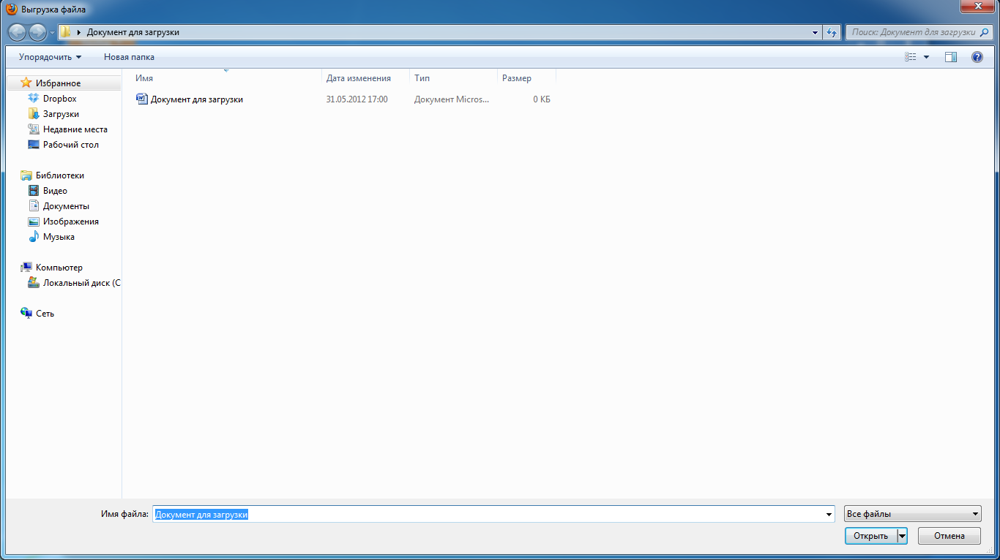 Выгрузка файла
Документ для загрузки
Поиск: Документ для загрузки
Упорядочить
Новая папка
Имя
Дата изменения
Тип
Размер
Документ для загрузки
31.05.2012 17:00
Документ Micros...
0 КБ
Избранное
Dropbox
Загрузки
Недавние места
Рабочий стол
Библиотеки
Видео
Документы
Изображения
Музыка
Компьютер
Локальный диск (C
Сеть
Имя файла:
Документ для загрузки
Все файлы
Открыть
Отмена